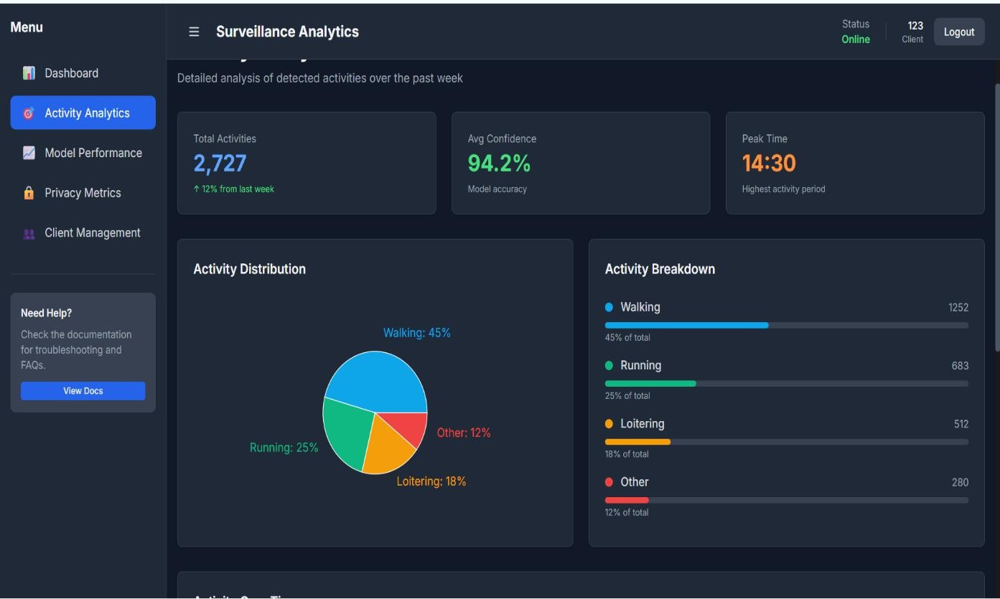 Menu
Dashboard
Activity Analytics
Model Performance
Privacy Metrics
Client Management
Need Help?
Check the documentation
for troubleshooting and
FAQs.
View Docs
☰ Surveillance Analytics
Status
Online
123
Client
Logout
Detailed analysis of detected activities over the past week
Total Activities
2,727
↑ 12% from last week
Avg Confidence
94.2%
Model accuracy
Peak Time
14:30
Highest activity period
Activity Distribution
Walking: 45%
Other: 12%
Running: 25%
Loitering: 18%
Activity Breakdown
Walking 1252
45% of total
Running 683
25% of total
Loitering 512
18% of total
Other 280
12% of total